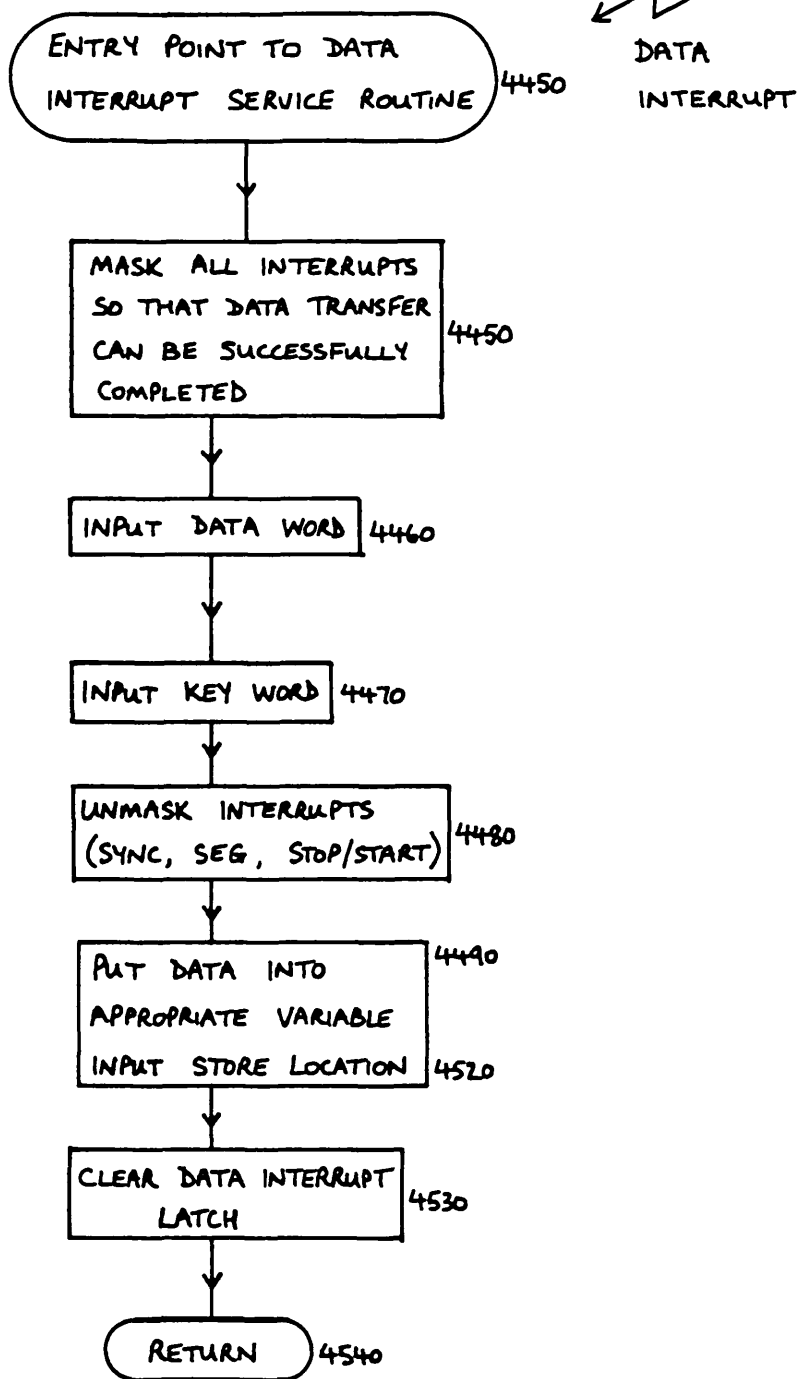 ENTRY POINT TO DATA
INTERRUPT SERVICE ROUTINE
4450
DATA
INTERRUPT
MASK ALL INTERRUPTS
SO THAT DATA TRANSFER
CAN BE SUCCESSFULLY
COMPLETED
4450
INPUT DATA WORD
4460
INPUT KEY WORD
4470
UNMASK INTERRUPTS
(SYNC, SEG, STOP/START)
4480
PUT DATA INTO
4490
APPROPRIATE VARIABLE
INPUT STORE LOCATION
4520
CLEAR DATA INTERRUPT
LATCH
4530
RETURN
4540